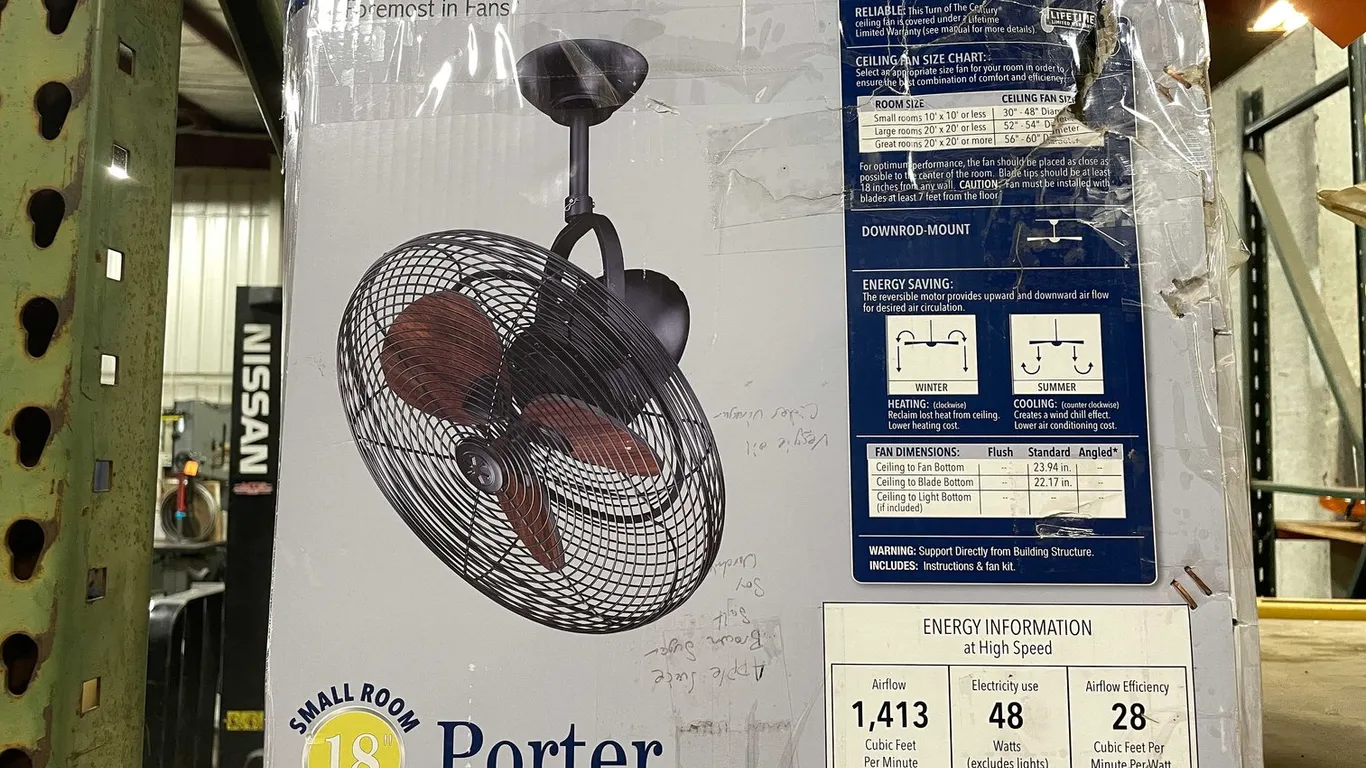 Foremost in Fans
NISSAN
SMALL ROOM
18"
Porter
RELIABLE: This Turn of The Century
ceiling fan is covered under a Lifetime
Limited Warranty (see manual for more details)
LIFETIME
LIMITED WARRANTY
CEILING FAN SIZE CHART:
Select an appropriate size fan for your room in order to
ensure the best combination of comfort and efficiency
ROOM SIZE CEILING FAN SIZE
Small rooms 10' x 10' or less 30" - 48" Diameter
Large rooms 20' x 20' or less 52" - 54" Diameter
Great rooms 20' x 20' or more 56" - 60" Diameter
For optimum performance, the fan should be placed as close as
possible to the center of the room. Blade tips should be at least
18 inches from any wall. CAUTION: Fan must be installed with
blades at least 7 feet from the floor
DOWNROD-MOUNT
ENERGY SAVING:
The reversible motor provides upward and downward air flow
for desired air circulation.
WINTER SUMMER
HEATING: (clockwise)
Reclaim lost heat from ceiling.
Lower heating cost.
COOLING: (counter clockwise)
Creates a wind chill effect.
Lower air conditioning cost.
FAN DIMENSIONS: Flush Standard Angled*
Ceiling to Fan Bottom -- 23.94 in. --
Ceiling to Blade Bottom -- 22.17 in. --
Ceiling to Light Bottom -- -- --
(if included)
WARNING: Support Directly from Building Structure.
INCLUDES: Instructions & fan kit.
ENERGY INFORMATION
at High Speed
Airflow
1,413
Cubic Feet
Per Minute
Electricity use
48
Watts
(excludes lights)
Airflow Efficiency
28
Cubic Feet Per
Minute Per Watt
Apple Juice
Brown Sugar
Salt
Soy
Veggie oil
Cider vinegar